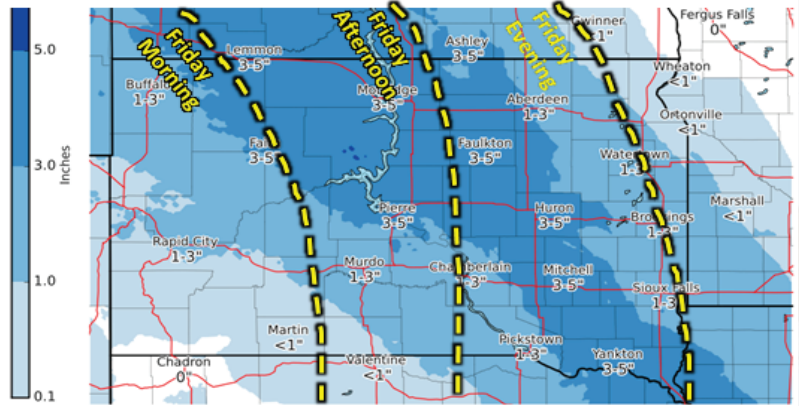 5.0
3.0
1.0
0.1
Inches
Friday
Morning
Friday
Afternoon
Friday
Evening
Lemmon
3-5"
Ashley
3-5"
Gwinner
<1"
Fergus Falls
0"
Wheaton
<1"
Buffalo
1-3"
3-5"
Aberdeen
1-3"
Ortonville
<1"
3-5"
Faulkton
3-5"
Watertown
Pierre
3-5"
Huron
3-5"
Brookings
1-3"
Marshall
<1"
Rapid City
1-3"
Murdo
1-3"
Chamberlain
Mitchell
3-5"
Sioux Falls
1-3"
Martin
<1"
Pickstown
1-3"
Yankton
3-5"
Chadron
0"
Valentine
<1"